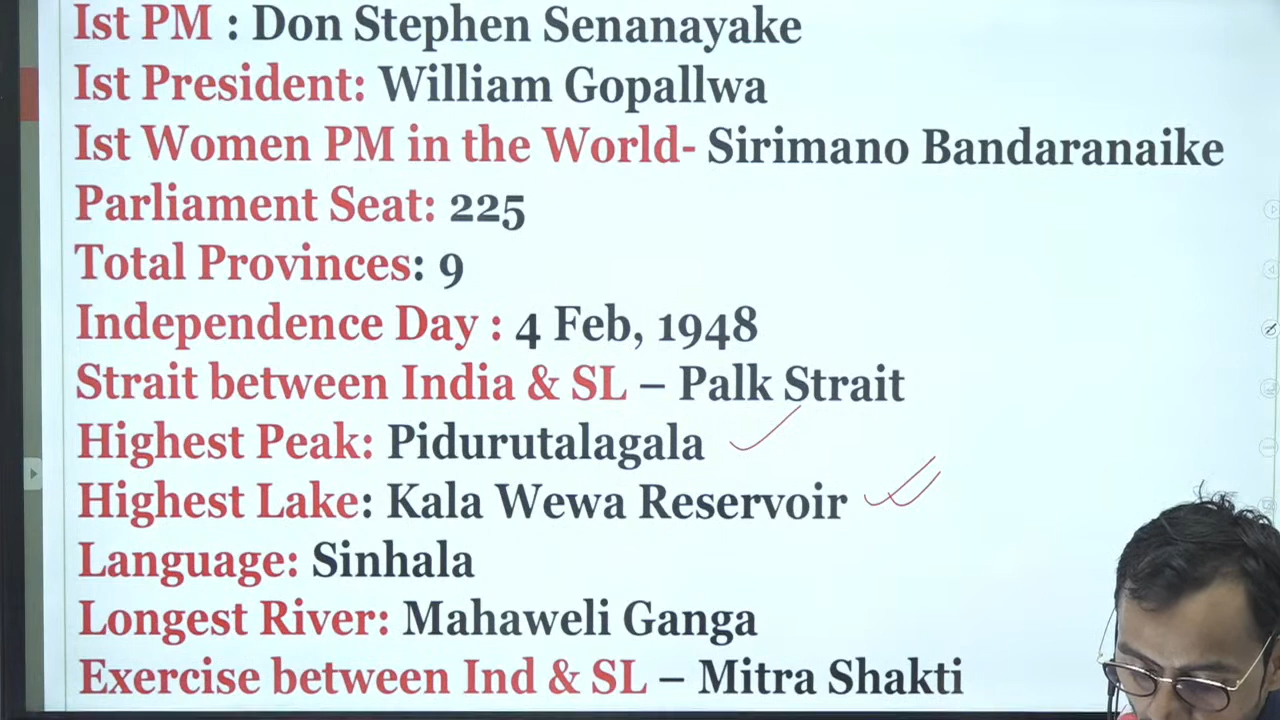 Ist PM : Don Stephen Senanayake
Ist President: William Gopallwa
Ist Women PM in the World- Sirimano Bandaranaike
Parliament Seat: 225
Total Provinces: 9
Independence Day : 4 Feb, 1948
Strait between India & SL – Palk Strait
Highest Peak: Pidurutalagala
Highest Lake: Kala Wewa Reservoir
Language: Sinhala
Longest River: Mahaweli Ganga
Exercise between Ind & SL – Mitra Shakti